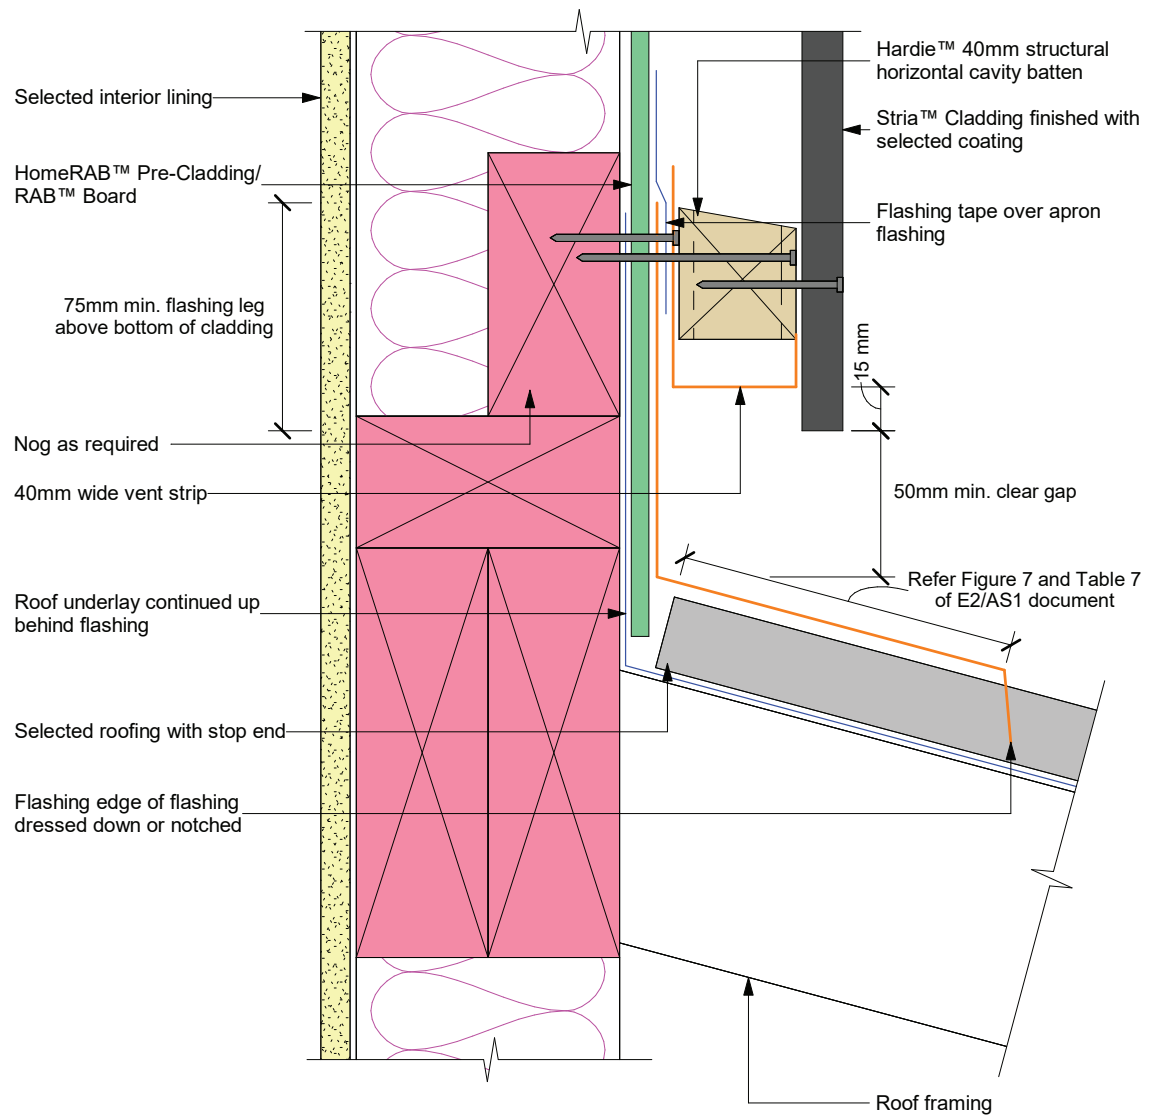 Hardie™ 40mm structural
horizontal cavity batten
Selected interior lining
Stria™ Cladding finished with
selected coating
HomeRAB™ Pre-Cladding/
RAB™ Board
Flashing tape over apron
flashing
75mm min. flashing leg
above bottom of cladding
15 mm
Nog as required
40mm wide vent strip
50mm min. clear gap
Refer Figure 7 and Table 7
of E2/AS1 document
Roof underlay continued up
behind flashing
Selected roofing with stop end
Flashing edge of flashing
dressed down or notched
Roof framing